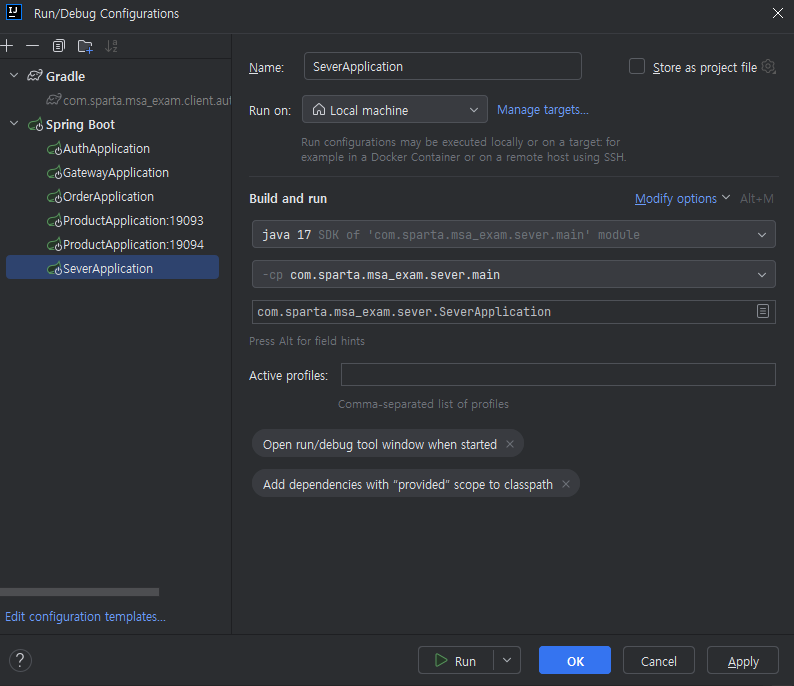 IJ
Run/Debug Configurations
Gradle
com.sparta.msa_exam.client.aut
Spring Boot
AuthApplication
GatewayApplication
OrderApplication
ProductApplication:19093
ProductApplication:19094
SeverApplication
Edit configuration templates...
Name:
SeverApplication
Store as project file
Run on:
Local machine
Manage targets...
Run configurations may be executed locally or on a target: for
example in a Docker Container or on a remote host using SSH.
Build and run
Modify options
Alt+M
java 17 SDK of 'com.sparta.msa_exam.sever.main' module
-cp com.sparta.msa_exam.sever.main
com.sparta.msa_exam.sever.SeverApplication
Press Alt for field hints
Active profiles:
Comma-separated list of profiles
Open run/debug tool window when started
Add dependencies with “provided” scope to classpath
?
Run
OK
Cancel
Apply